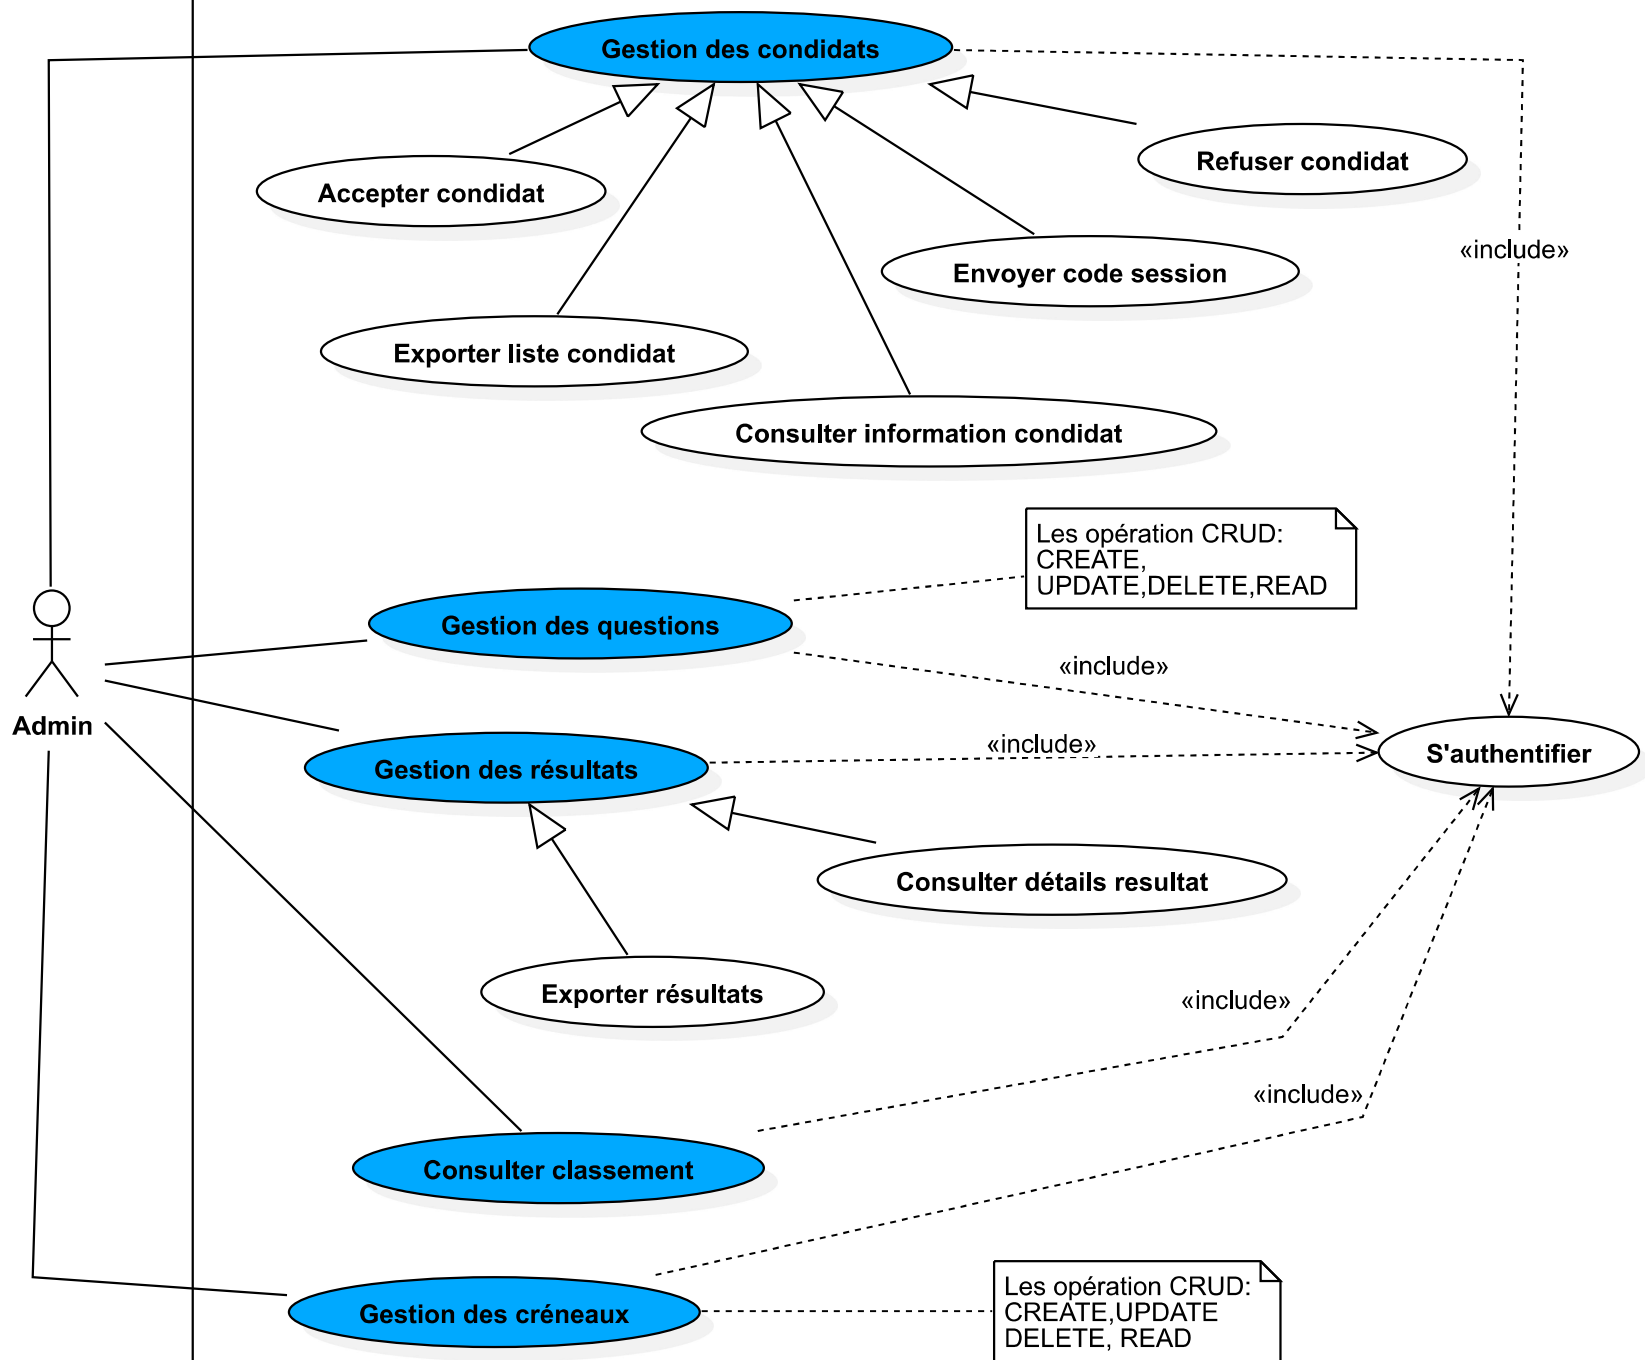 Gestion des condidats
Refuser condidat
Accepter condidat
«include»
Envoyer code session
Exporter liste condidat
Consulter information condidat
Les opération CRUD:
CREATE,
UPDATE,DELETE,READ
Gestion des questions
«include»
Admin
«include»
S'authentifier
Gestion des résultats
Consulter détails resultat
Exporter résultats
«include»
«include»
Consulter classement
Les opération CRUD:
CREATE,UPDATE
DELETE, READ
Gestion des créneaux